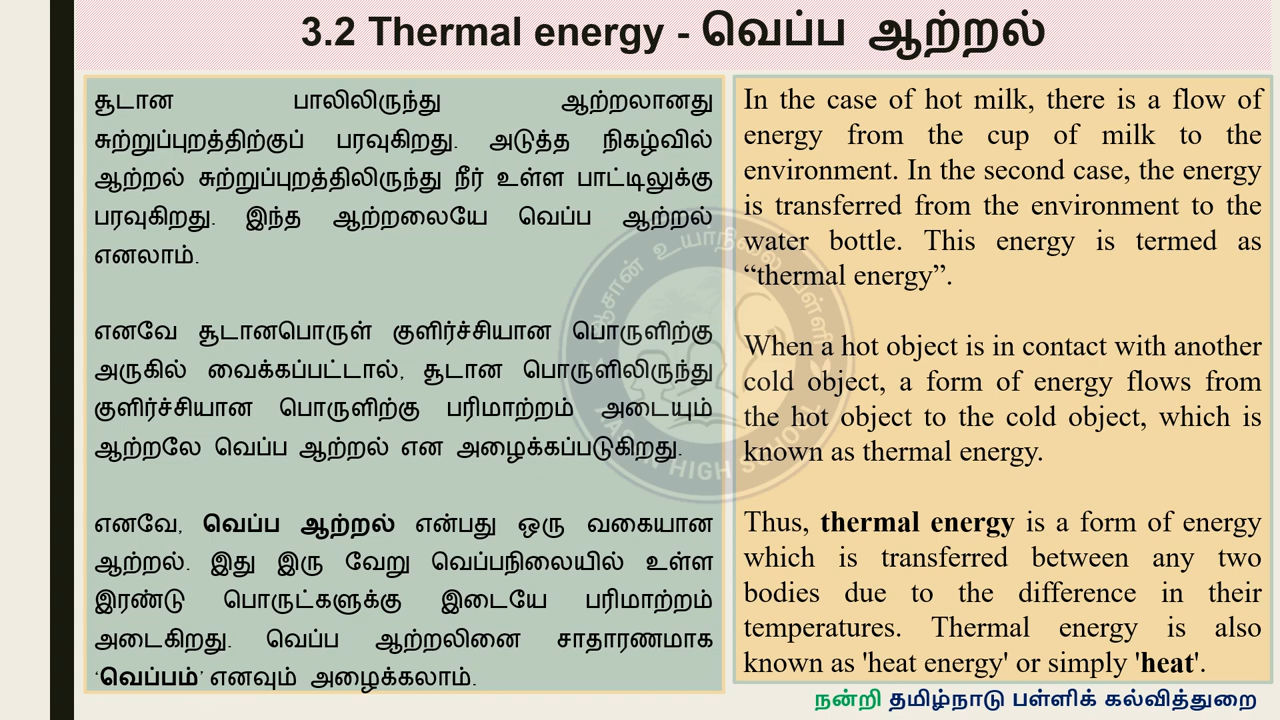 3.2 Thermal energy - வெப்ப ஆற்றல்
சூடான பாலிலிருந்து ஆற்றலானது
சுற்றுப்புறத்திற்குப் பரவுகிறது. அடுத்த நிகழ்வில்
ஆற்றல் சுற்றுப்புறத்திலிருந்து நீர் உள்ள பாட்டிலுக்கு
பரவுகிறது. இந்த ஆற்றலையே வெப்ப ஆற்றல்
எனலாம்.
எனவே சூடானபொருள் குளிர்ச்சியான பொருளிற்கு
அருகில் வைக்கப்பட்டால், சூடான பொருளிலிருந்து
குளிர்ச்சியான பொருளிற்கு பரிமாற்றம் அடையும்
ஆற்றலே வெப்ப ஆற்றல் என அழைக்கப்படுகிறது.
எனவே, வெப்ப ஆற்றல் என்பது ஒரு வகையான
ஆற்றல். இது இரு வேறு வெப்பநிலையில் உள்ள
இரண்டு பொருட்களுக்கு இடையே பரிமாற்றம்
அடைகிறது. வெப்ப ஆற்றலினை சாதாரணமாக
‘வெப்பம்’ எனவும் அழைக்கலாம்.
In the case of hot milk, there is a flow of
energy from the cup of milk to the
environment. In the second case, the energy
is transferred from the environment to the
water bottle. This energy is termed as
“thermal energy”.
When a hot object is in contact with another
cold object, a form of energy flows from
the hot object to the cold object, which is
known as thermal energy.
Thus, thermal energy is a form of energy
which is transferred between any two
bodies due to the difference in their
temperatures. Thermal energy is also
known as 'heat energy' or simply 'heat'.
நன்றி தமிழ்நாடு பள்ளிக் கல்வித்துறை
HIGH SCHOOL